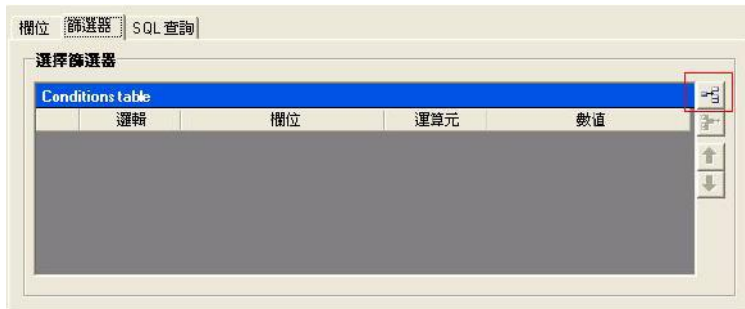 欄位 篩選器 SQL 查詢
選擇篩選器
Conditions table
邏輯 欄位 運算元 數值